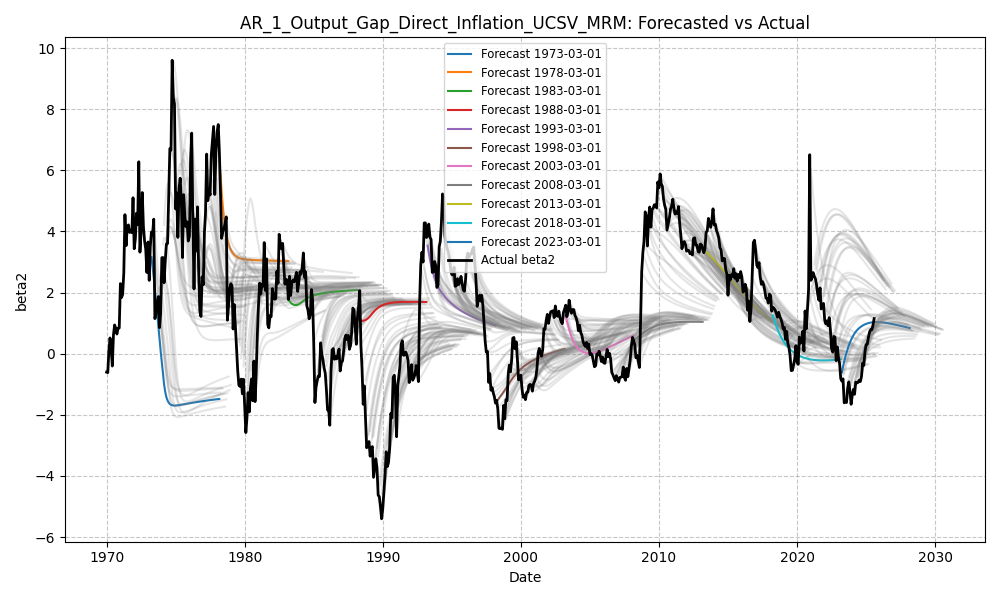 AR_1_Output_Gap_Direct_Inflation_UCSV_MRM: Forecasted vs Actual
10
8
6
4
2
0
−2
−4
−6
beta2
Forecast 1973-03-01
Forecast 1978-03-01
Forecast 1983-03-01
Forecast 1988-03-01
Forecast 1993-03-01
Forecast 1998-03-01
Forecast 2003-03-01
Forecast 2008-03-01
Forecast 2013-03-01
Forecast 2018-03-01
Forecast 2023-03-01
Actual beta2
1970 1980 1990 2000 2010 2020 2030
Date